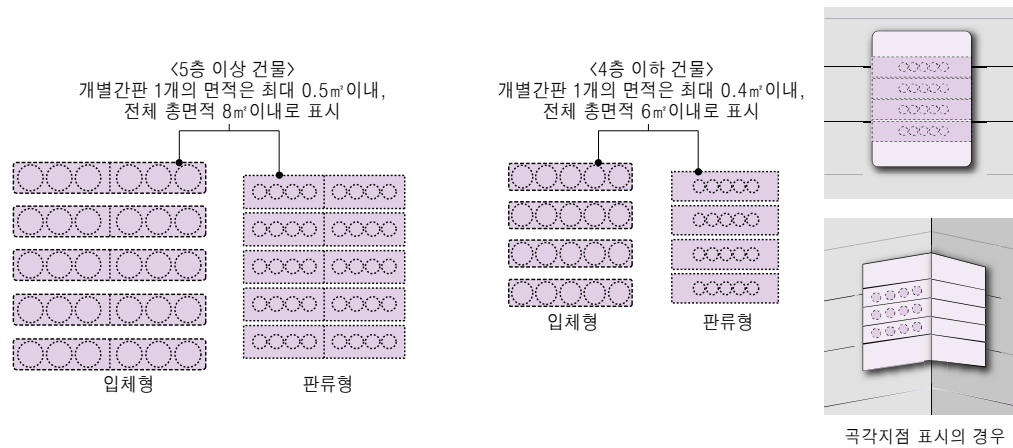 〈5층 이상 건물〉
개별간판 1개의 면적은 최대 0.5㎡이내,
전체 총면적 8㎡이내로 표시
입체형
판류형
〈4층 이하 건물〉
개별간판 1개의 면적은 최대 0.4㎡이내,
전체 총면적 6㎡이내로 표시
입체형
판류형
곡각지점 표시의 경우